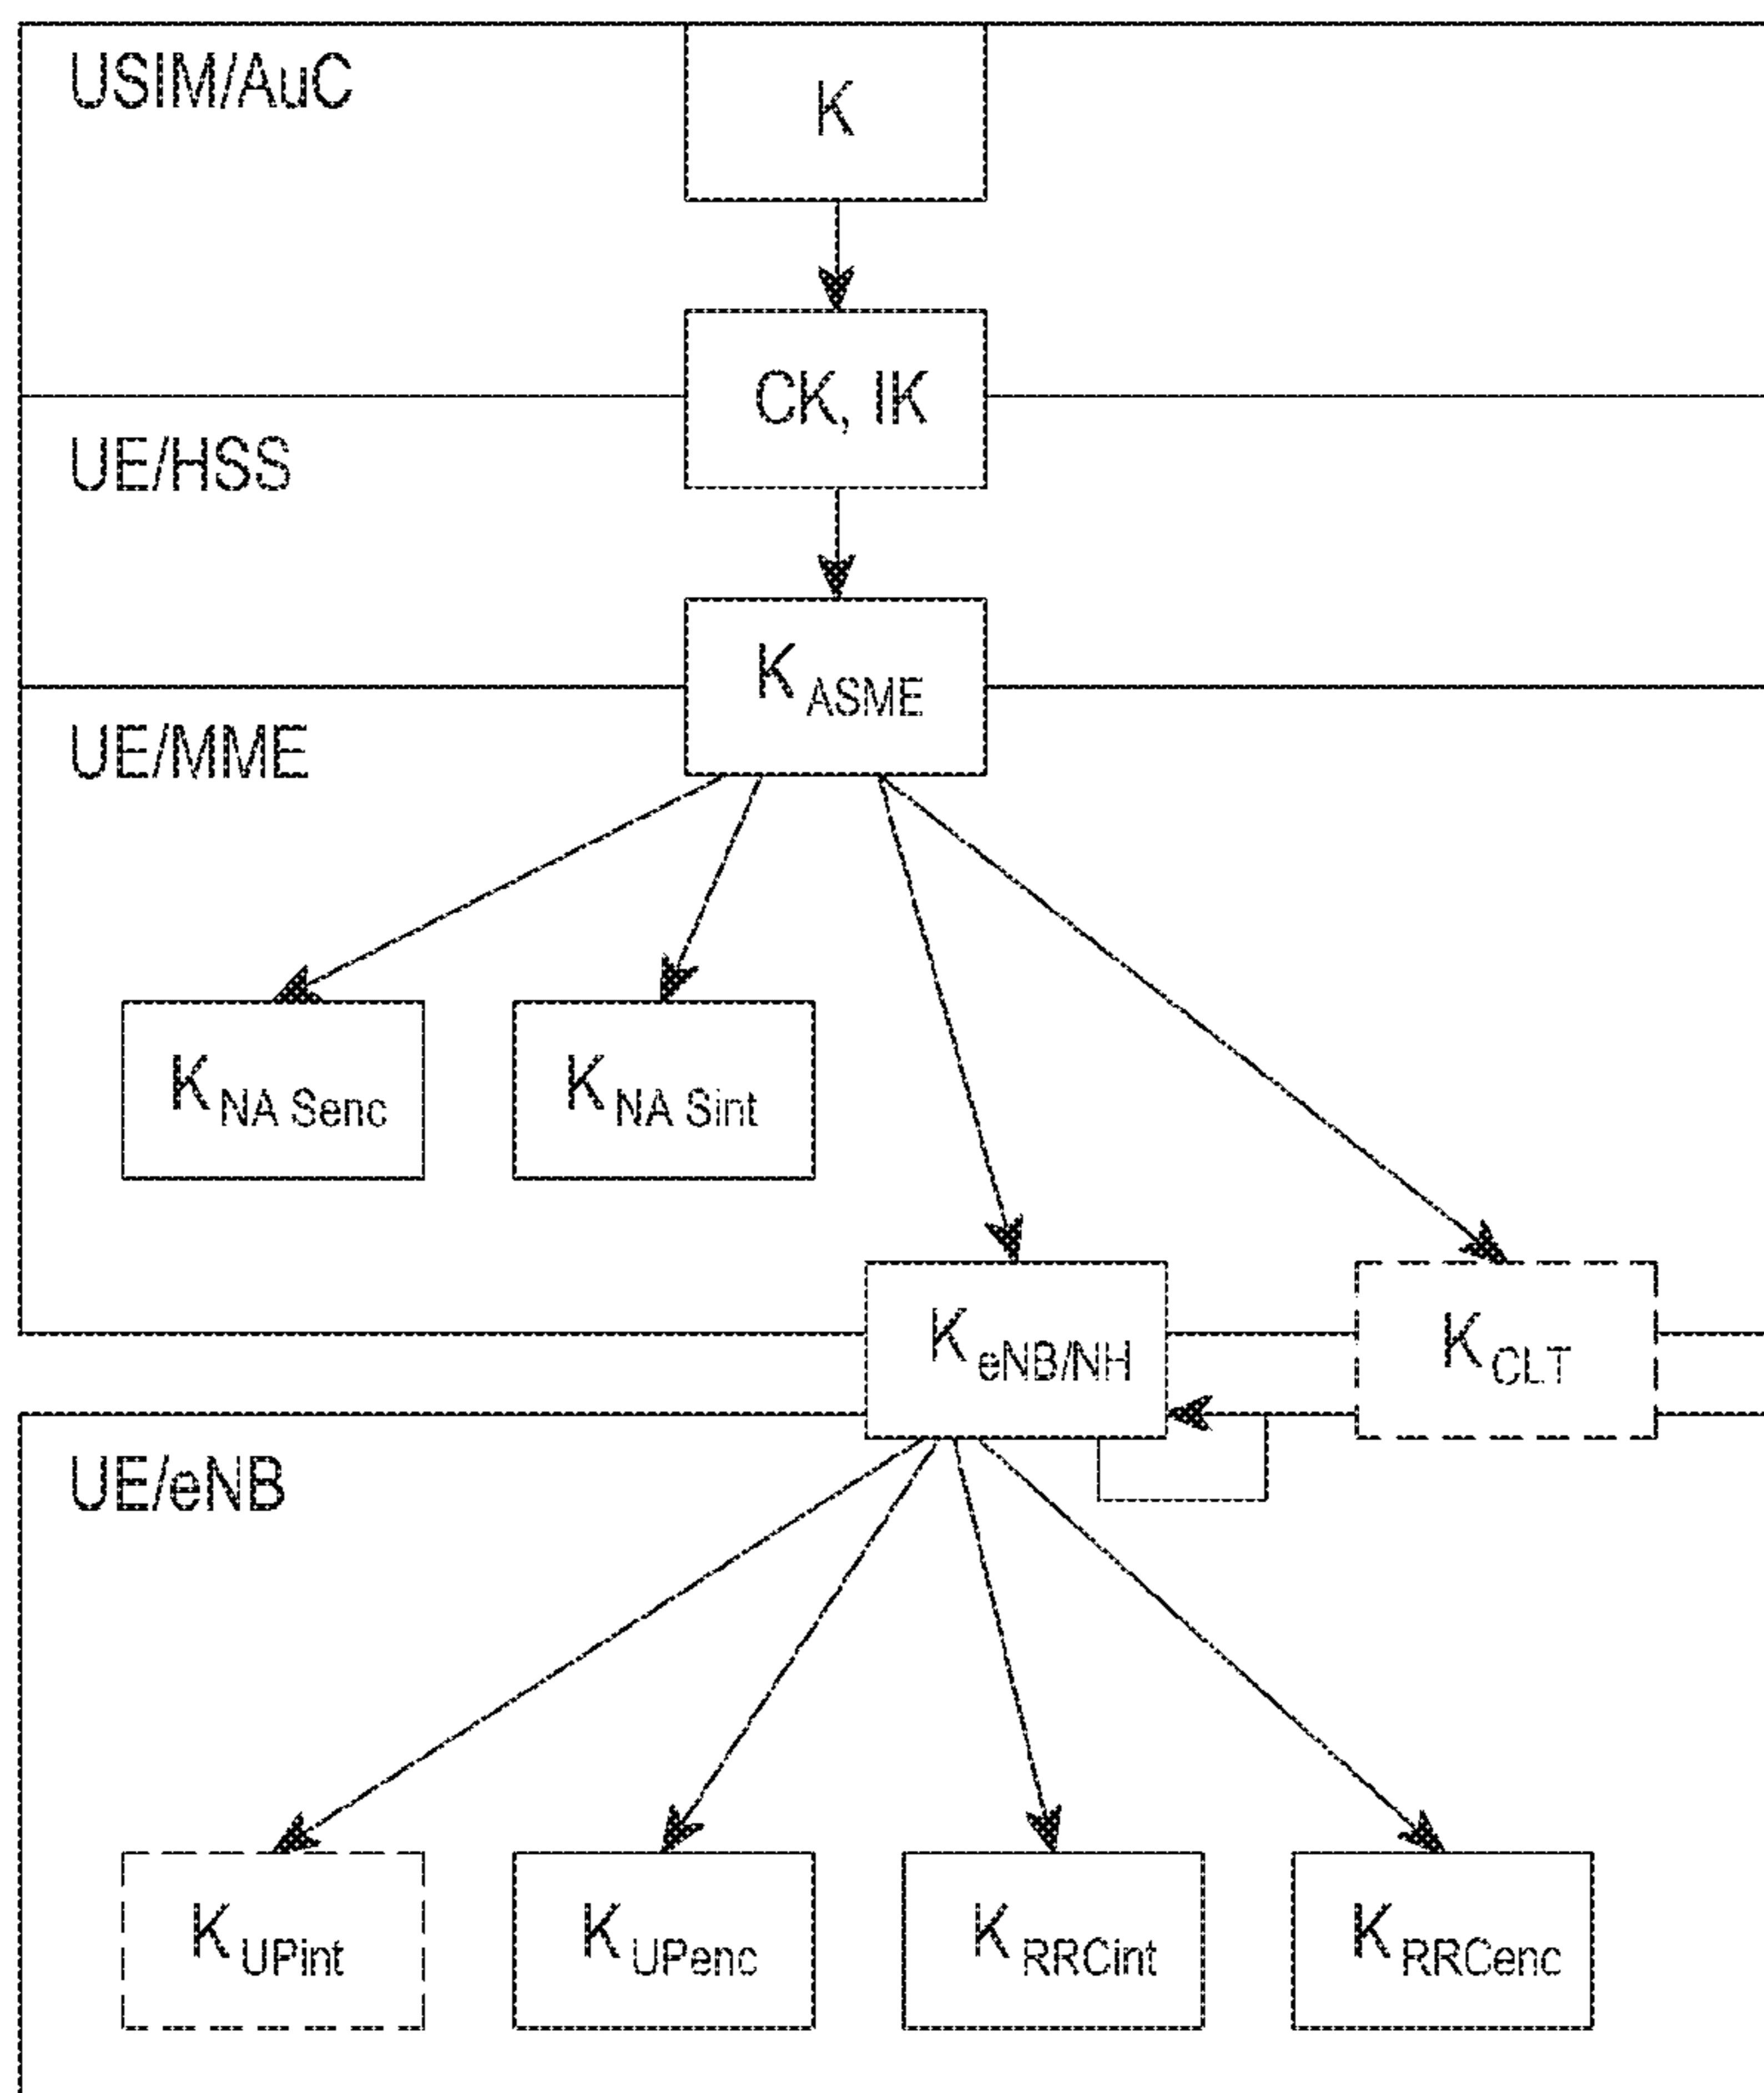 USIM/AuC
K
CK, IK
UE/HSS
K ASME
UE/MME
K NA Senc
K NA Sint
K eNB/NH
K CLT
UE/eNB
K UPint
K UPenc
K RRCint
K RRCenc